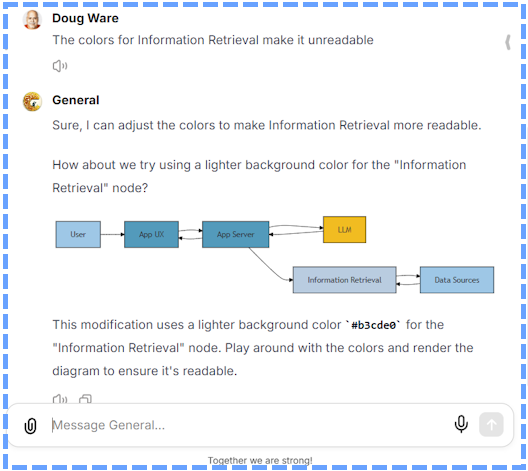 Doug Ware
The colors for Information Retrieval make it unreadable
General
Sure, I can adjust the colors to make Information Retrieval more readable.
How about we try using a lighter background color for the "Information
Retrieval" node?
User
App UX
App Server
LLM
Information Retrieval
Data Sources
This modification uses a lighter background color `#b3cde0` for the
"Information Retrieval" node. Play around with the colors and render the
diagram to ensure it's readable.
Message General...
Together we are strong!